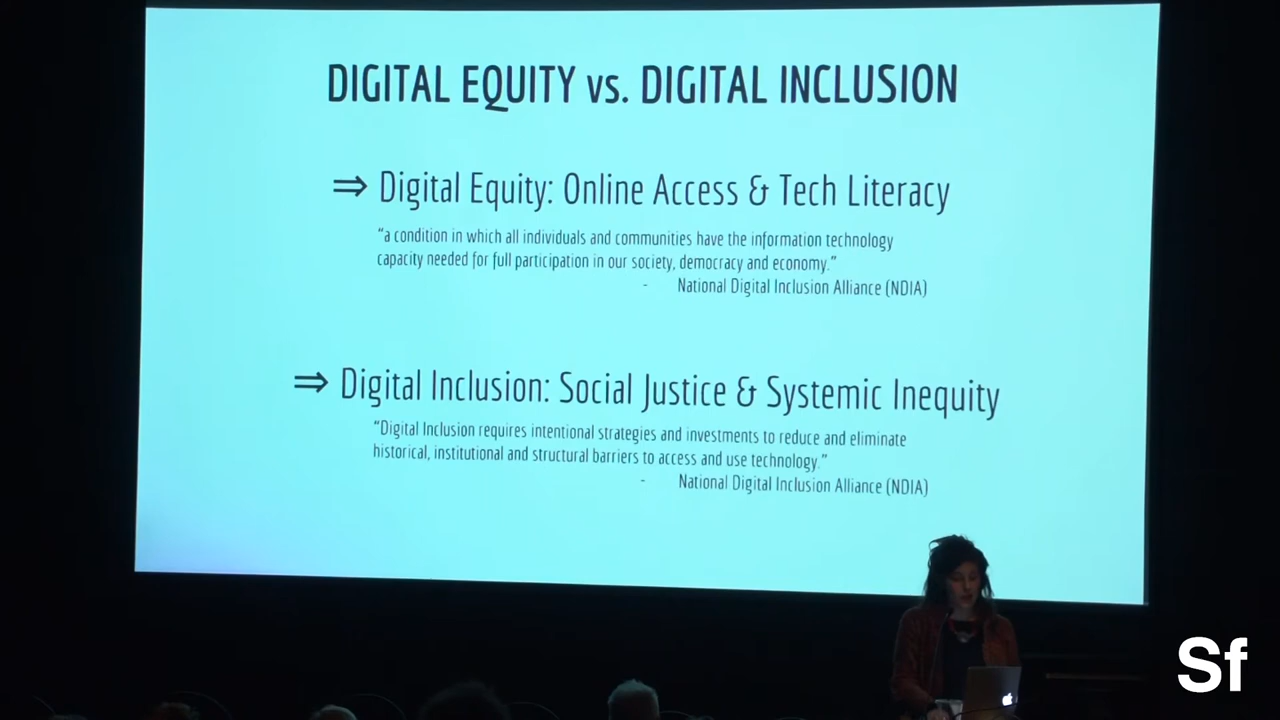 DIGITAL EQUITY vs. DIGITAL INCLUSION
⇒ Digital Equity: Online Access & Tech Literacy
“a condition in which all individuals and communities have the information technology
capacity needed for full participation in our society, democracy and economy.”
- National Digital Inclusion Alliance (NDIA)
⇒ Digital Inclusion: Social Justice & Systemic Inequity
“Digital Inclusion requires intentional strategies and investments to reduce and eliminate
historical, institutional and structural barriers to access and use technology.”
- National Digital Inclusion Alliance (NDIA)
Sf